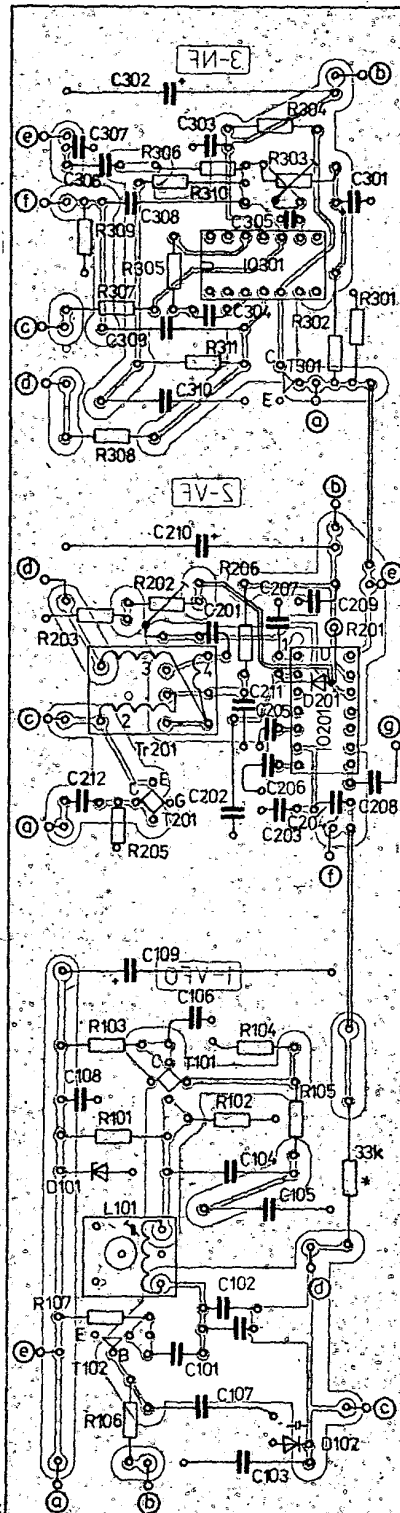 3-NF
b
C302 +
e
C307
C303
R304
C306
R306
R303
C301
f
R310
C308
C305
R309
R305
IO301
R307
R301
c
C304
R302
C309
R311
C
T301
d
C310
E
a
R308
2-VF
b
C210 +
d
R202
R206
C207
e
C209
C201
R201
R203
3
C4
1
U
D201
C211
IO201
c
2
C205
Tr201
g
E
C206
C212
C
G
C202
C208
a
T201
C203
C204
R205
f
C109
+
1-VFO
C106
R103
R104
C
T101
C108
R105
R101
R102
33k
C104
*
D101
C105
L101
C102
d
R107
E
e
B
C101
T102
C107
c
R106
D102
C103
a
b